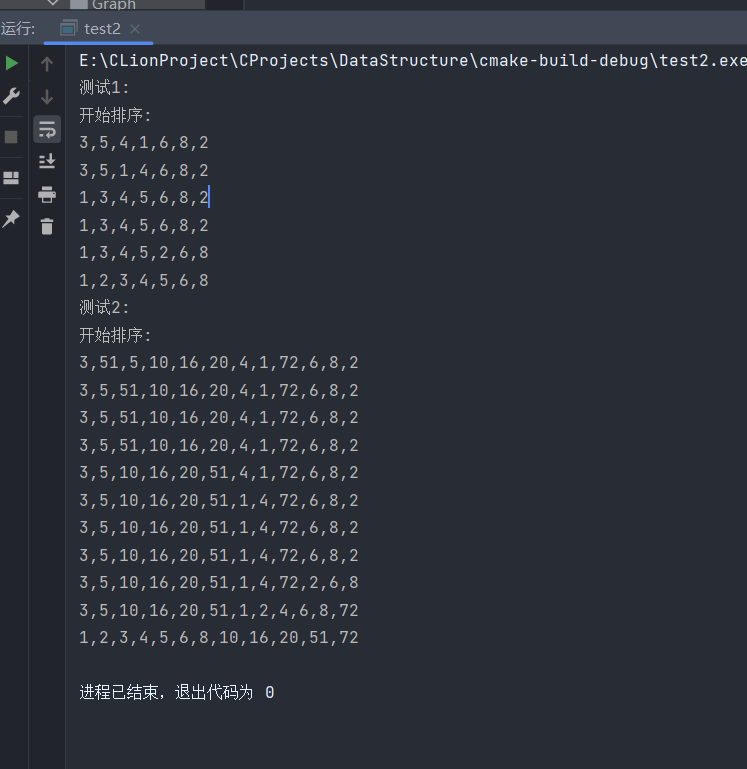 Graph
运行: test2
E:\CLionProject\CProjects\DataStructure\cmake-build-debug\test2.exe
测试1:
开始排序:
3,5,4,1,6,8,2
3,5,1,4,6,8,2
1,3,4,5,6,8,2
1,3,4,5,6,8,2
1,3,4,5,2,6,8
1,2,3,4,5,6,8
测试2:
开始排序:
3,51,5,10,16,20,4,1,72,6,8,2
3,5,51,10,16,20,4,1,72,6,8,2
3,5,51,10,16,20,4,1,72,6,8,2
3,5,51,10,16,20,4,1,72,6,8,2
3,5,10,16,20,51,4,1,72,6,8,2
3,5,10,16,20,51,1,4,72,6,8,2
3,5,10,16,20,51,1,4,72,6,8,2
3,5,10,16,20,51,1,4,72,6,8,2
3,5,10,16,20,51,1,4,72,2,6,8
3,5,10,16,20,51,1,2,4,6,8,72
1,2,3,4,5,6,8,10,16,20,51,72
进程已结束，退出代码为 0